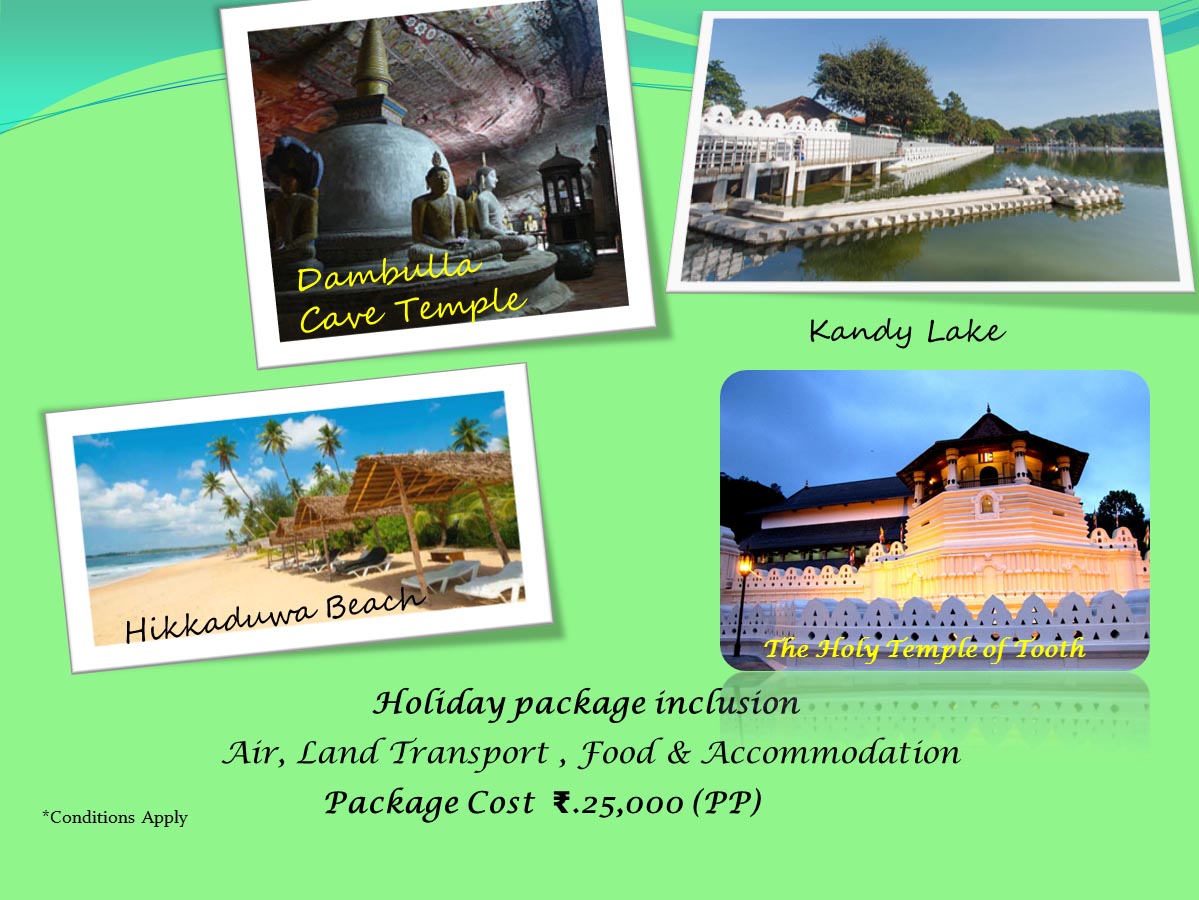 Dambulla
Cave Temple
Kandy Lake
Hikkaduwa Beach
The Holy Temple of Tooth
Holiday package inclusion
Air, Land Transport , Food & Accommodation
Package Cost ₹.25,000 (PP)
*Conditions Apply